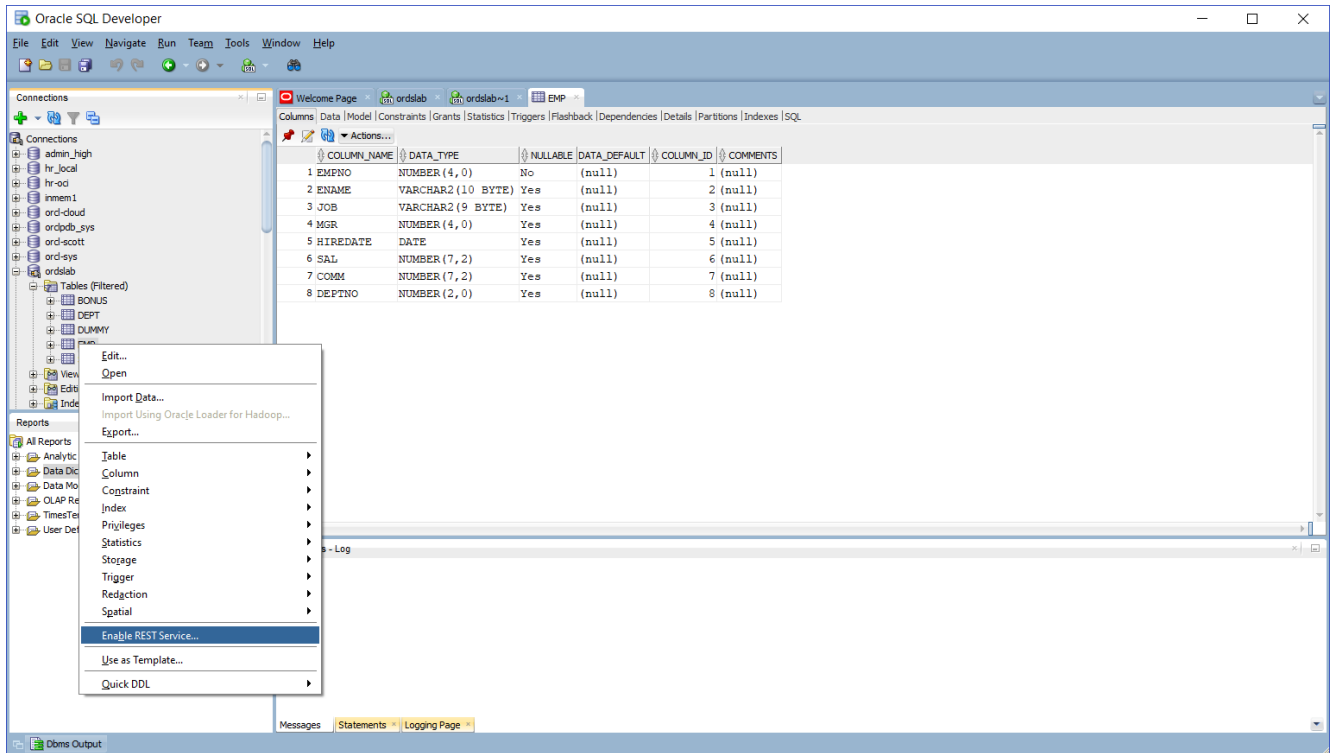 Oracle SQL Developer
File Edit View Navigate Run Team Tools Window Help
Connections
Connections
admin_high
hr_local
hr-oci
inmem1
orcl-cloud
orclpdb_sys
orcl-scott
orcl-sys
ordslab
Tables (Filtered)
BONUS
DEPT
DUMMY
EMP
View
Editi
Inde
Reports
All Reports
Analytic
Data Dic
Data Mo
OLAP Re
TimesTe
User Def
Edit...
Open
Import Data...
Import Using Oracle Loader for Hadoop...
Export...
Table
Column
Constraint
Index
Privileges
Statistics
Storage
Trigger
Redaction
Spatial
Enable REST Service...
Use as Template...
Quick DDL
Welcome Page ordslab ordslab~1 EMP
Columns Data |Model |Constraints |Grants |Statistics |Triggers |Flashback |Dependencies |Details |Partitions |Indexes |SQL
Actions...
COLUMN_NAME DATA_TYPE NULLABLE DATA_DEFAULT COLUMN_ID COMMENTS
1 EMPNO NUMBER(4,0) No (null) 1 (null)
2 ENAME VARCHAR2(10 BYTE) Yes (null) 2 (null)
3 JOB VARCHAR2(9 BYTE) Yes (null) 3 (null)
4 MGR NUMBER(4,0) Yes (null) 4 (null)
5 HIREDATE DATE Yes (null) 5 (null)
6 SAL NUMBER(7,2) Yes (null) 6 (null)
7 COMM NUMBER(7,2) Yes (null) 7 (null)
8 DEPTNO NUMBER(2,0) Yes (null) 8 (null)
s - Log
Messages Statements Logging Page
Dbms Output